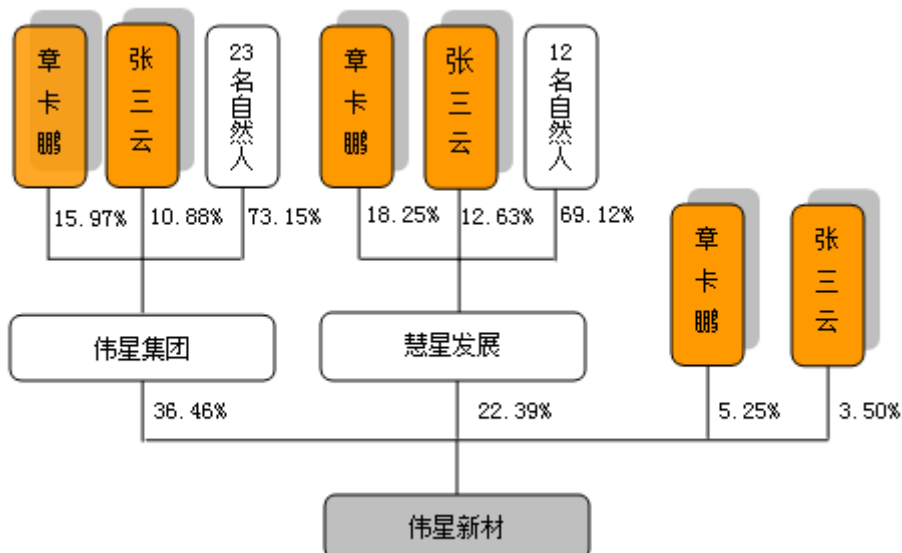 章卡鹏
张三云
23名自然人
章卡鹏
张三云
12名自然人
15.97%
10.88%
73.15%
18.25%
12.63%
69.12%
章卡鹏
张三云
伟星集团
慧星发展
36.46%
22.39%
5.25%
3.50%
伟星新材